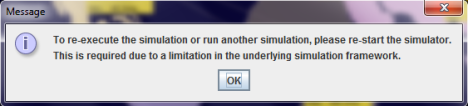 Message
To re-execute the simulation or run another simulation, please re-start the simulator.
This is required due to a limitation in the underlying simulation framework.
OK